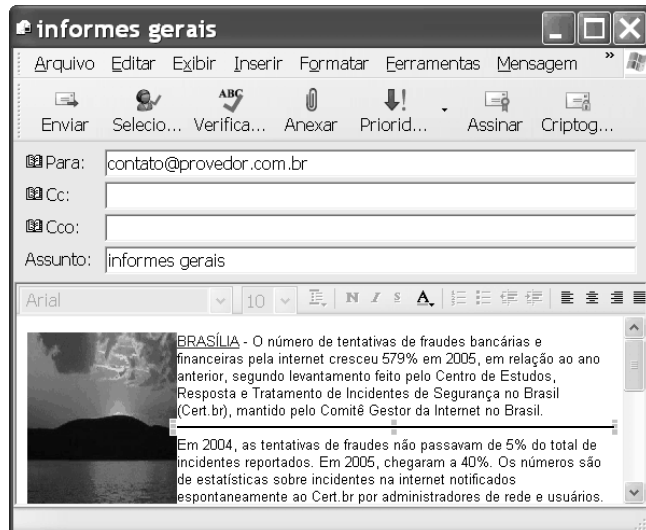 informes gerais
Arquivo Editar Exibir Inserir Formatar Ferramentas Mensagem »
ABC
Enviar Selecio... Verifica... Anexar Priorid... Assinar Criptog...
Para: contato@provedor.com.br
Cc:
Cco:
Assunto: informes gerais
Arial 10 N I S A
BRASÍLIA - O número de tentativas de fraudes bancárias e
financeiras pela internet cresceu 579% em 2005, em relação ao ano
anterior, segundo levantamento feito pelo Centro de Estudos,
Resposta e Tratamento de Incidentes de Segurança no Brasil
(Cert.br), mantido pelo Comitê Gestor da Internet no Brasil.
Em 2004, as tentativas de fraudes não passavam de 5% do total de
incidentes reportados. Em 2005, chegaram a 40%. Os números são
de estatísticas sobre incidentes na internet notificados
espontaneamente ao Cert.br por administradores de rede e usuários.